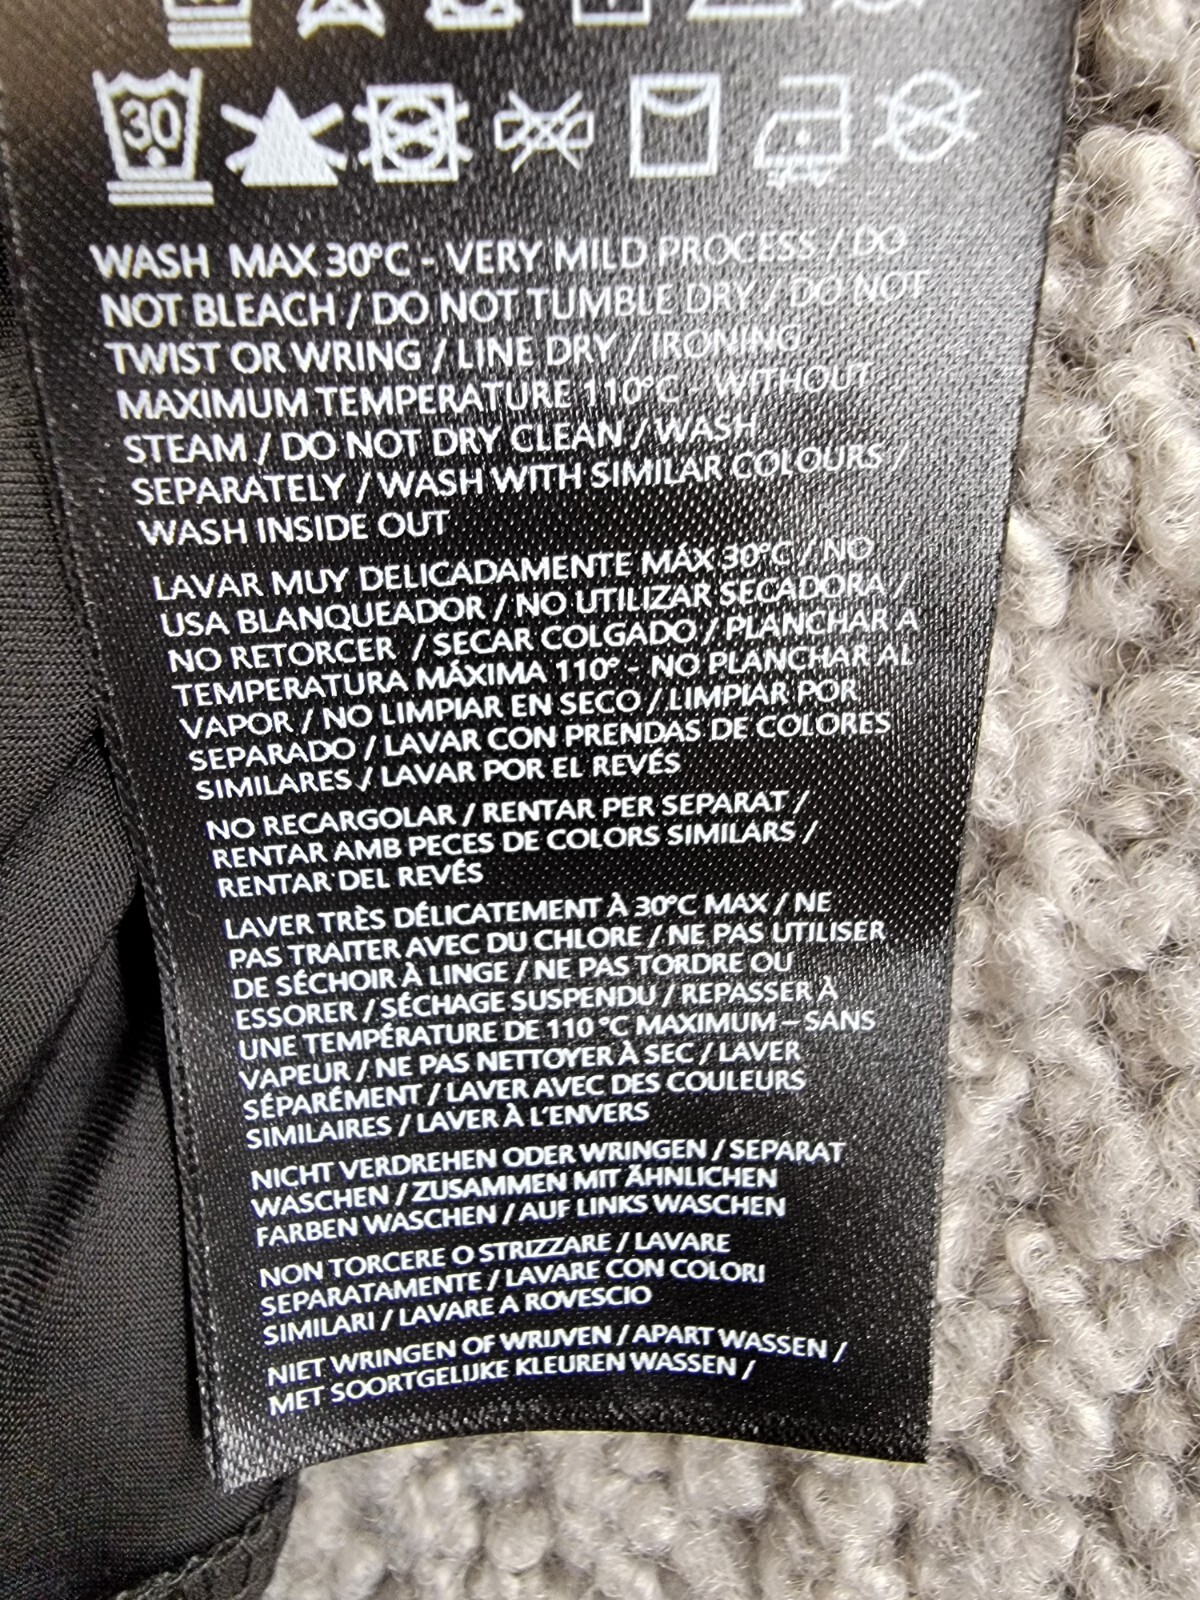 30
WASH MAX 30°C - VERY MILD PROCESS / DO
NOT BLEACH / DO NOT TUMBLE DRY / DO NOT
TWIST OR WRING / LINE DRY / IRONING
MAXIMUM TEMPERATURE 110°C - WITHOUT
STEAM / DO NOT DRY CLEAN / WASH
SEPARATELY / WASH WITH SIMILAR COLOURS /
WASH INSIDE OUT
LAVAR MUY DELICADAMENTE MÁX 30°C / NO
USA BLANQUEADOR / NO UTILIZAR SECADORA /
NO RETORCER / SECAR COLGADO / PLANCHAR A
TEMPERATURA MÁXIMA 110° - NO PLANCHAR AL
VAPOR / NO LIMPIAR EN SECO / LIMPIAR POR
SEPARADO / LAVAR CON PRENDAS DE COLORES
SIMILARES / LAVAR POR EL REVÉS
NO RECARGOLAR / RENTAR PER SEPARAT /
RENTAR AMB PECES DE COLORS SIMILARS /
RENTAR DEL REVÉS
LAVER TRÈS DÉLICATEMENT À 30°C MAX / NE
PAS TRAITER AVEC DU CHLORE / NE PAS UTILISER
DE SÉCHOIR À LINGE / NE PAS TORDRE OU
ESSORER / SÉCHAGE SUSPENDU / REPASSER À
UNE TEMPÉRATURE DE 110 °C MAXIMUM – SANS
VAPEUR / NE PAS NETTOYER À SEC / LAVER
SÉPARÉMENT / LAVER AVEC DES COULEURS
SIMILAIRES / LAVER À L'ENVERS
NICHT VERDREHEN ODER WRINGEN / SEPARAT
WASCHEN / ZUSAMMEN MIT ÄHNLICHEN
FARBEN WASCHEN / AUF LINKS WASCHEN
NON TORCERE O STRIZZARE / LAVARE
SEPARATAMENTE / LAVARE CON COLORI
SIMILARI / LAVARE A ROVESCIO
NIET WRINGEN OF WRIJVEN / APART WASSEN /
MET SOORTGELIJKE KLEUREN WASSEN /